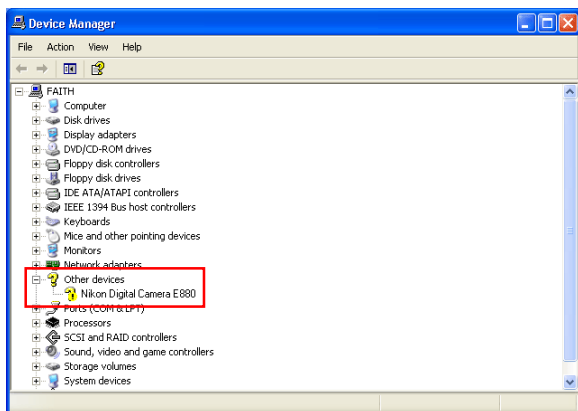 Device Manager
File Action View Help
FAITH
Computer
Disk drives
Display adapters
DVD/CD-ROM drives
Floppy disk controllers
Floppy disk drives
IDE ATA/ATAPI controllers
IEEE 1394 Bus host controllers
Keyboards
Mice and other pointing devices
Monitors
Network adapters
Other devices
Nikon Digital Camera E880
Ports (COM & LPT)
Processors
SCSI and RAID controllers
Sound, video and game controllers
Storage volumes
System devices